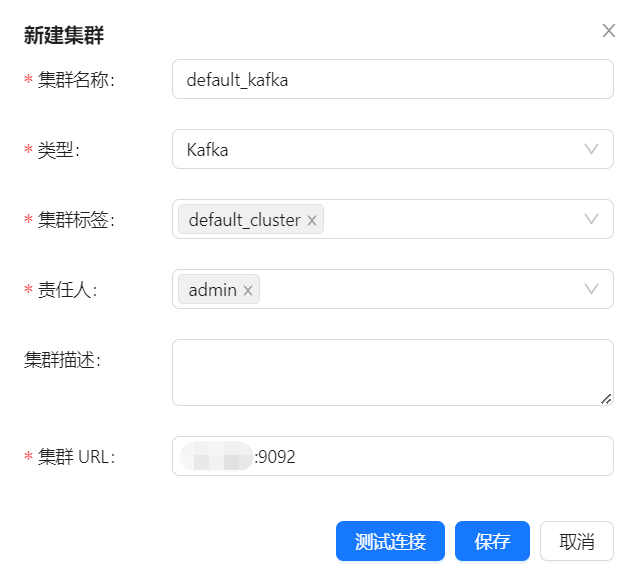 新建集群
* 集群名称: default_kafka
* 类型: Kafka
* 集群标签: default_cluster
* 责任人: admin
集群描述:
* 集群 URL: :9092
测试连接 保存 取消